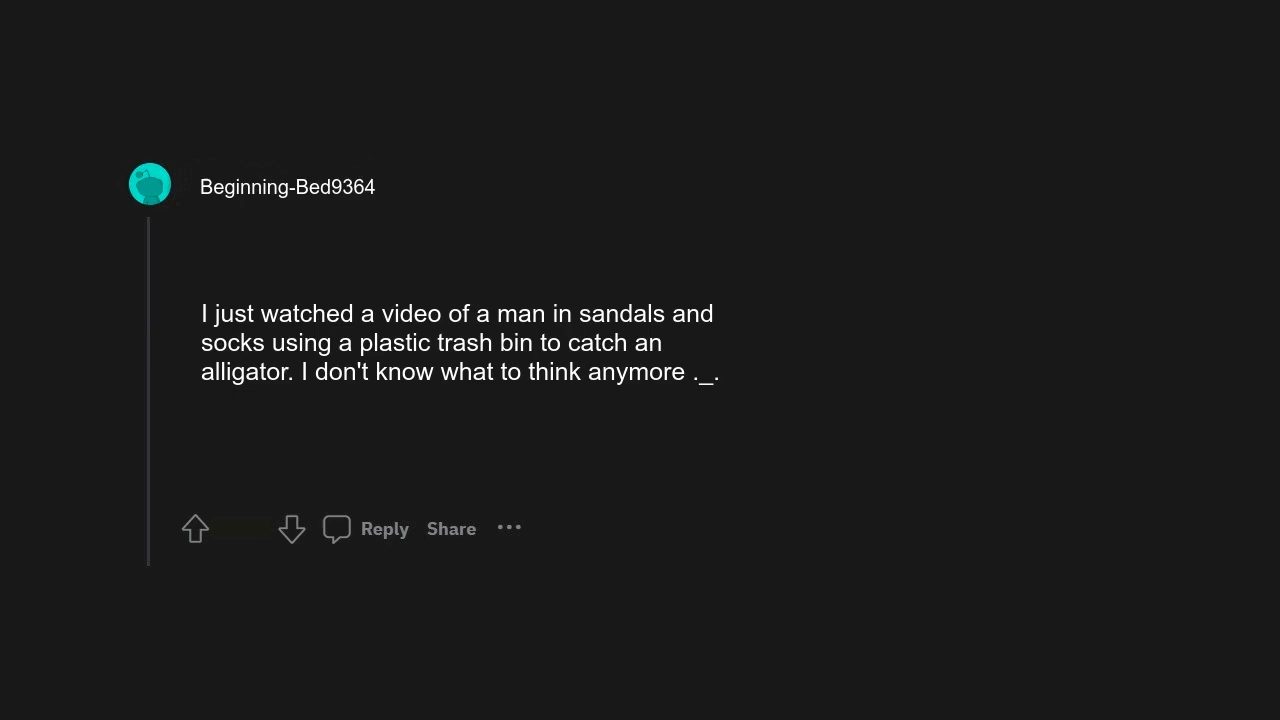 Beginning-Bed9364
I just watched a video of a man in sandals and
socks using a plastic trash bin to catch an
alligator. I don't know what to think anymore ._.
Reply Share